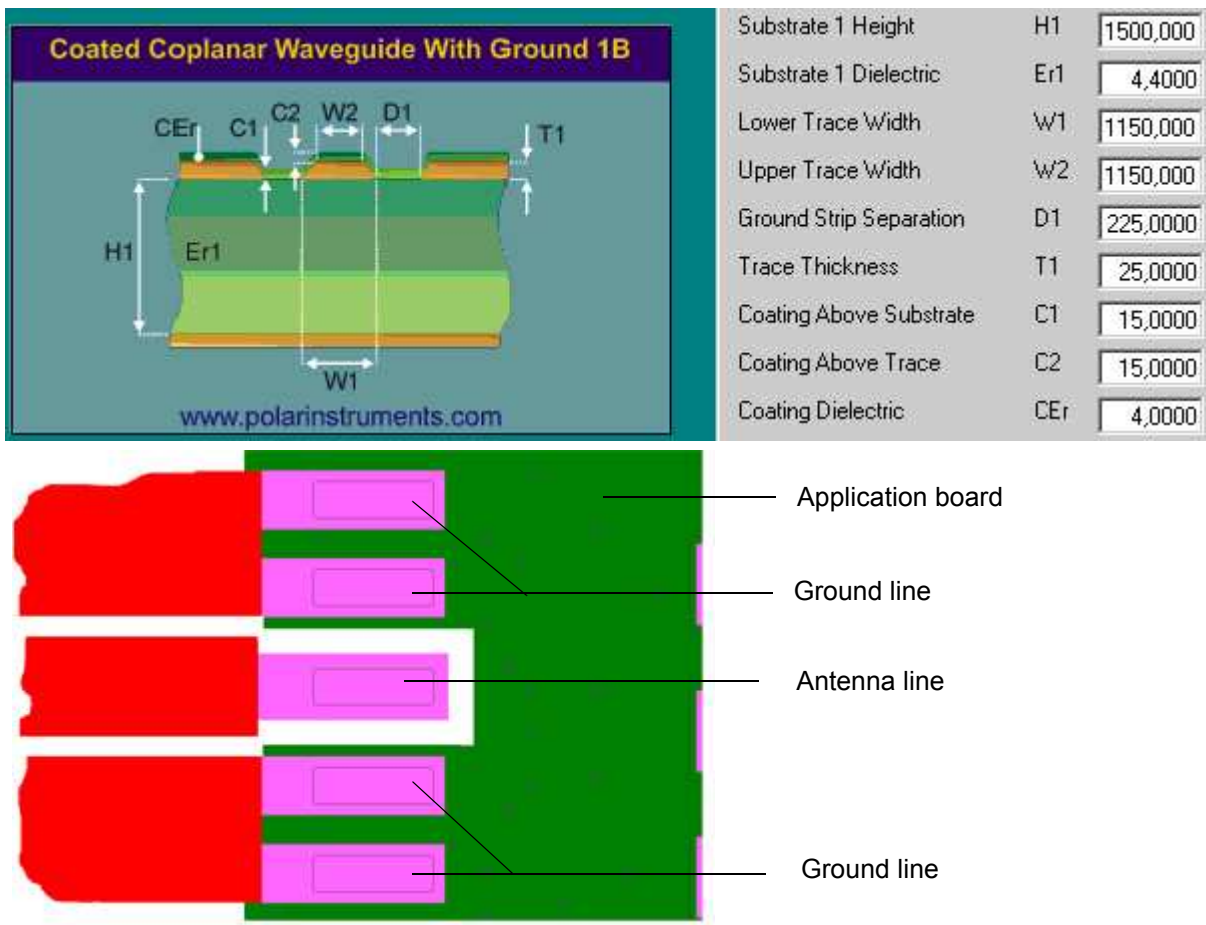 Coated Coplanar Waveguide With Ground 1B
CEr C1 C2 W2 D1 T1
H1 Er1
W1
www.polarinstruments.com
Substrate 1 Height H1 1500,000
Substrate 1 Dielectric Er1 4,4000
Lower Trace Width W1 1150,000
Upper Trace Width W2 1150,000
Ground Strip Separation D1 225,0000
Trace Thickness T1 25,0000
Coating Above Substrate C1 15,0000
Coating Above Trace C2 15,0000
Coating Dielectric CEr 4,0000
Application board
Ground line
Antenna line
Ground line